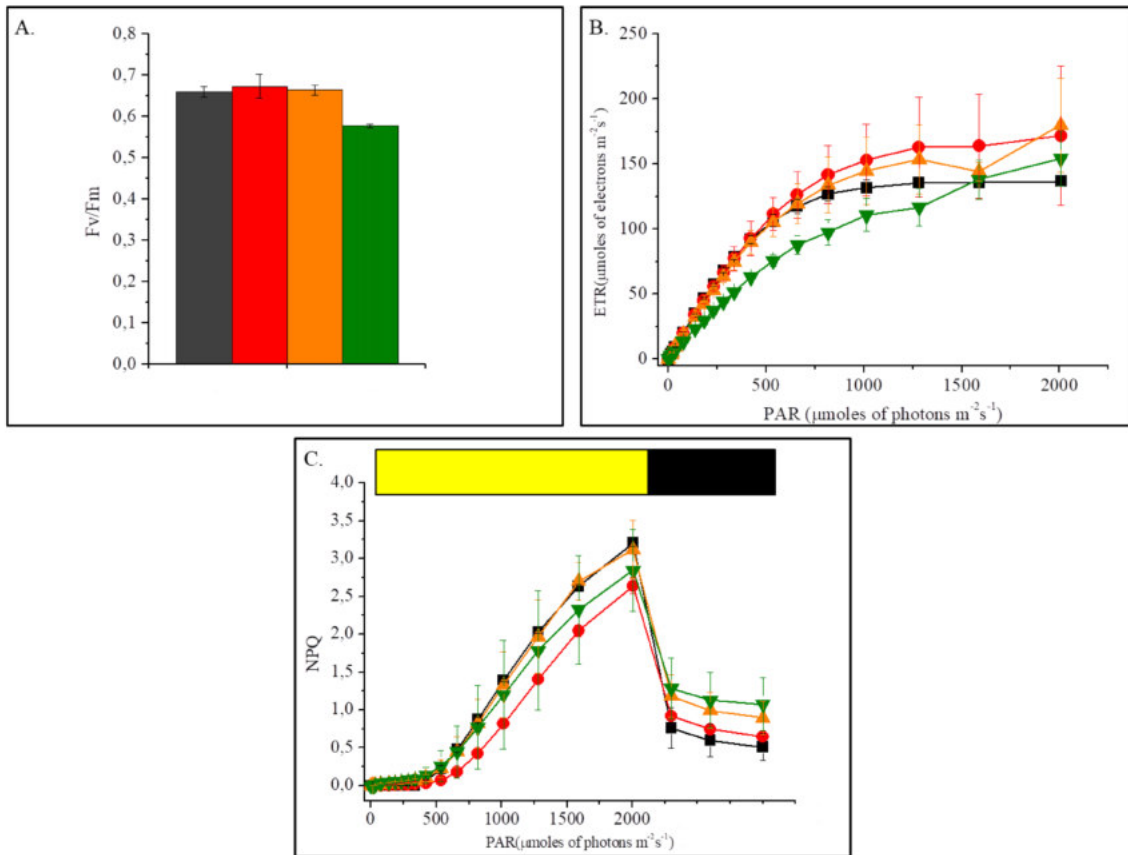 A.
0,8
0,7
0,6
0,5
0,4
0,3
0,2
0,1
0,0
Fv/Fm
B.
250
200
150
100
50
0
ETR(µmoles of electrons m⁻²s⁻¹)
0 500 1000 1500 2000
PAR (µmoles of photons m⁻²s⁻¹)
C.
4,0
3,5
3,0
2,5
2,0
1,5
1,0
0,5
0,0
NPQ
0 500 1000 1500 2000
PAR(µmoles of photons m⁻²s⁻¹)